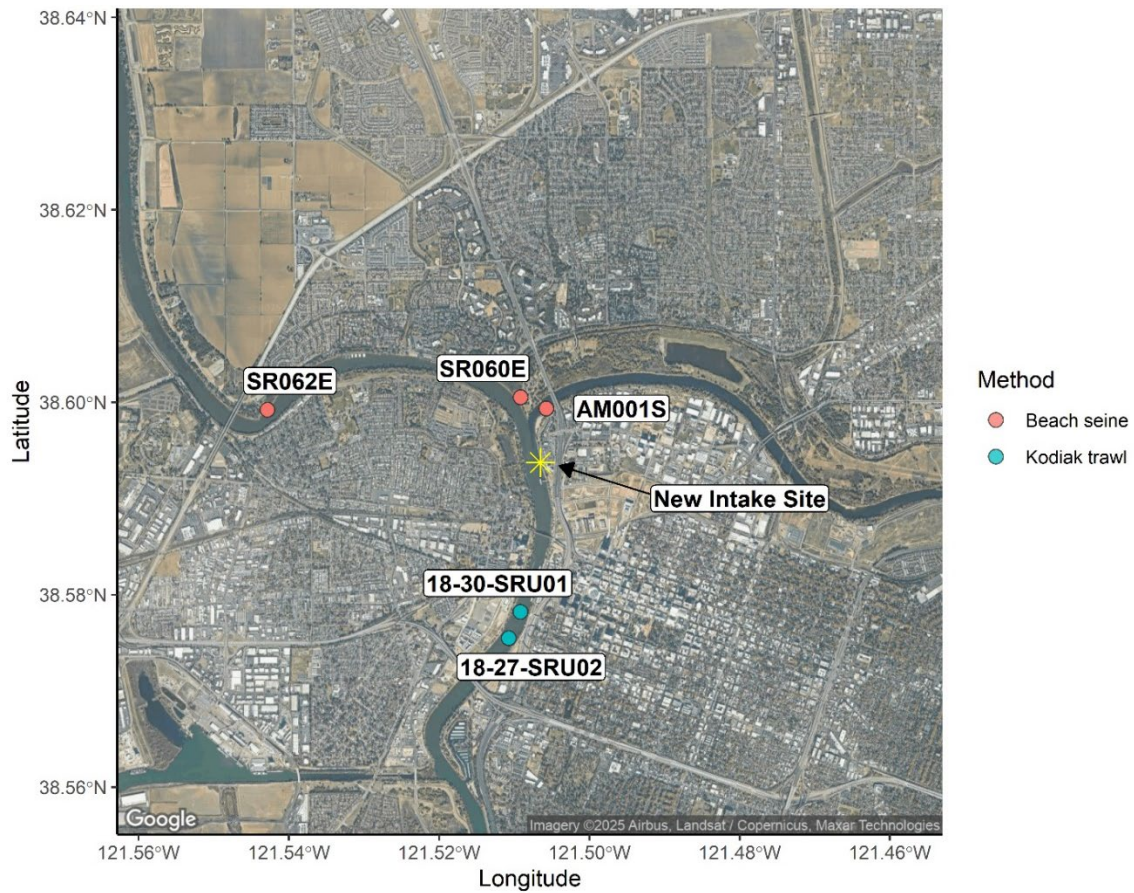 38.64°N
38.62°N
38.60°N
38.58°N
38.56°N
Latitude
SR062E
SR060E
AM001S
New Intake Site
18-30-SRU01
18-27-SRU02
Google
Imagery ©2025 Airbus, Landsat / Copernicus, Maxar Technologies
121.56°W
121.54°W
121.52°W
121.50°W
121.48°W
121.46°W
Longitude
Method
Beach seine
Kodiak trawl